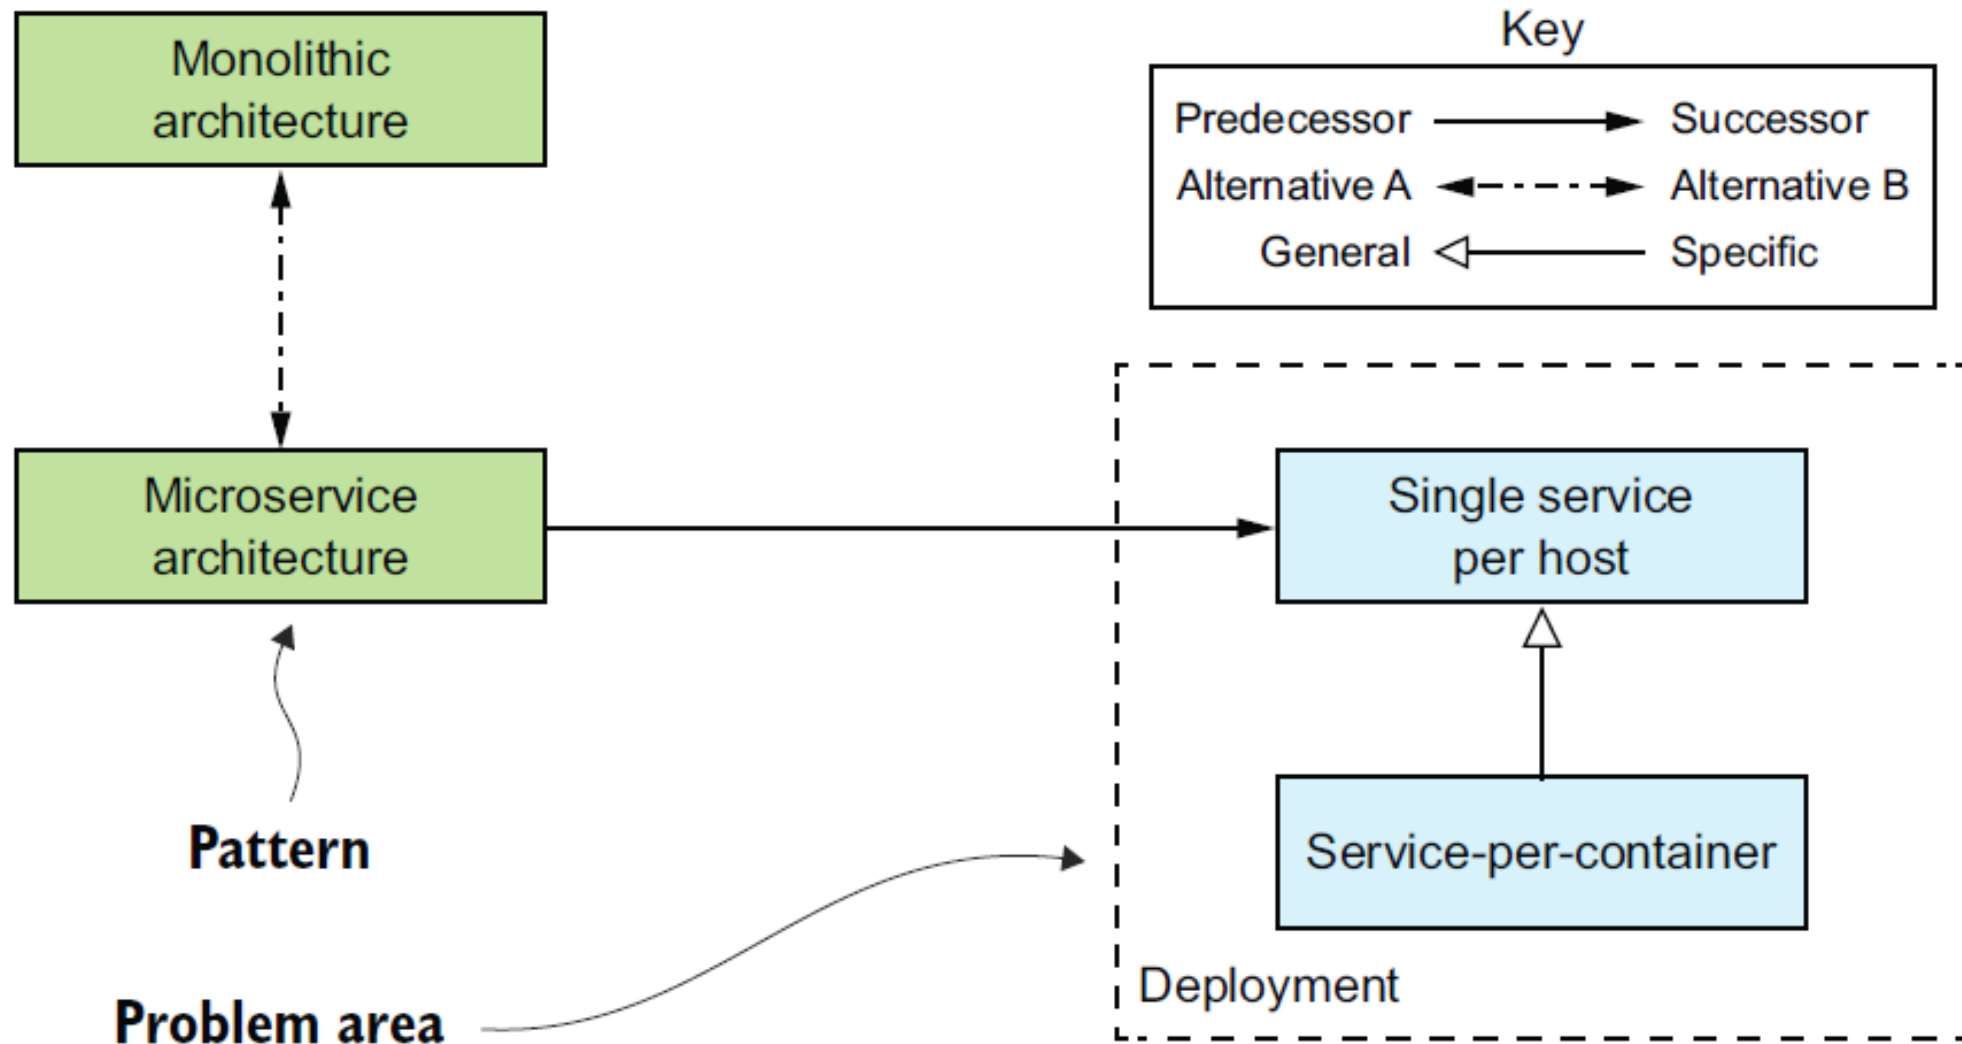 Monolithic
architecture
Key
Predecessor Successor
Alternative A Alternative B
General Specific
Microservice
architecture
Single service
per host
Pattern
Service-per-container
Problem area
Deployment